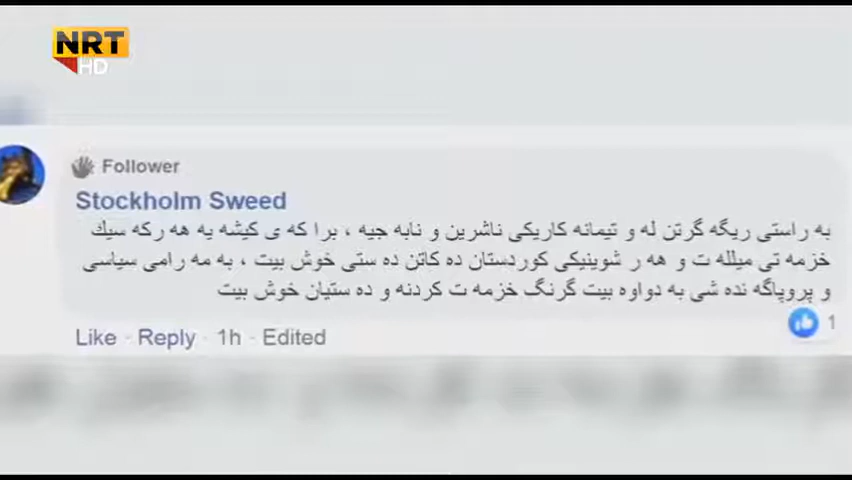 NRT
HD
Follower
Stockholm Sweed
به راستی ریگه گرتن له و تیمانه کاریکی ناشرین و نابه جیه ، برا که ی کیشه یه هه رکه سیك
خزمه تی میلله ت و هه ر شوینیکی کوردستان ده کاتن ده ستی خوش بیت ، به مه رامی سیاسی
و پروپاگه نده شی به دواوه بیت گرنگ خزمه ت کردنه و ده ستیان خوش بیت
1
Like · Reply · 1h · Edited